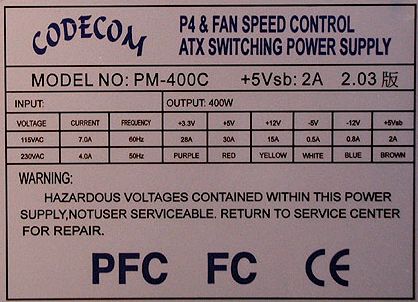 CODECOM
P4 & FAN SPEED CONTROL
ATX SWITCHING POWER SUPPLY
MODEL NO: PM-400C +5Vsb: 2A 2.03 版
INPUT: OUTPUT: 400W
VOLTAGE CURRENT FREQUENCY +3.3V +5V +12V -5V -12V +5Vsb
115VAC 7.0A 60Hz 28A 30A 15A 0.5A 0.8A 2A
230VAC 4.0A 50Hz PURPLE RED YELLOW WHITE BLUE BROWN
WARNING:
HAZARDOUS VOLTAGES CONTAINED WITHIN THIS POWER
SUPPLY,NOTUSER SERVICEABLE. RETURN TO SERVICE CENTER
FOR REPAIR.
PFC FC CE